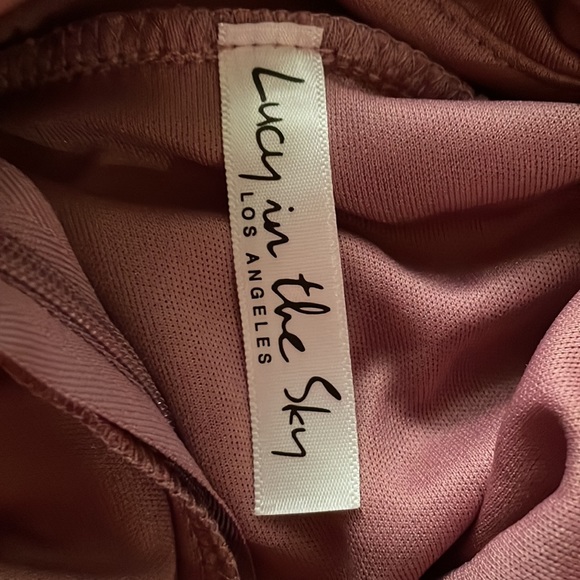 Lucy in the Sky
LOS ANGELES